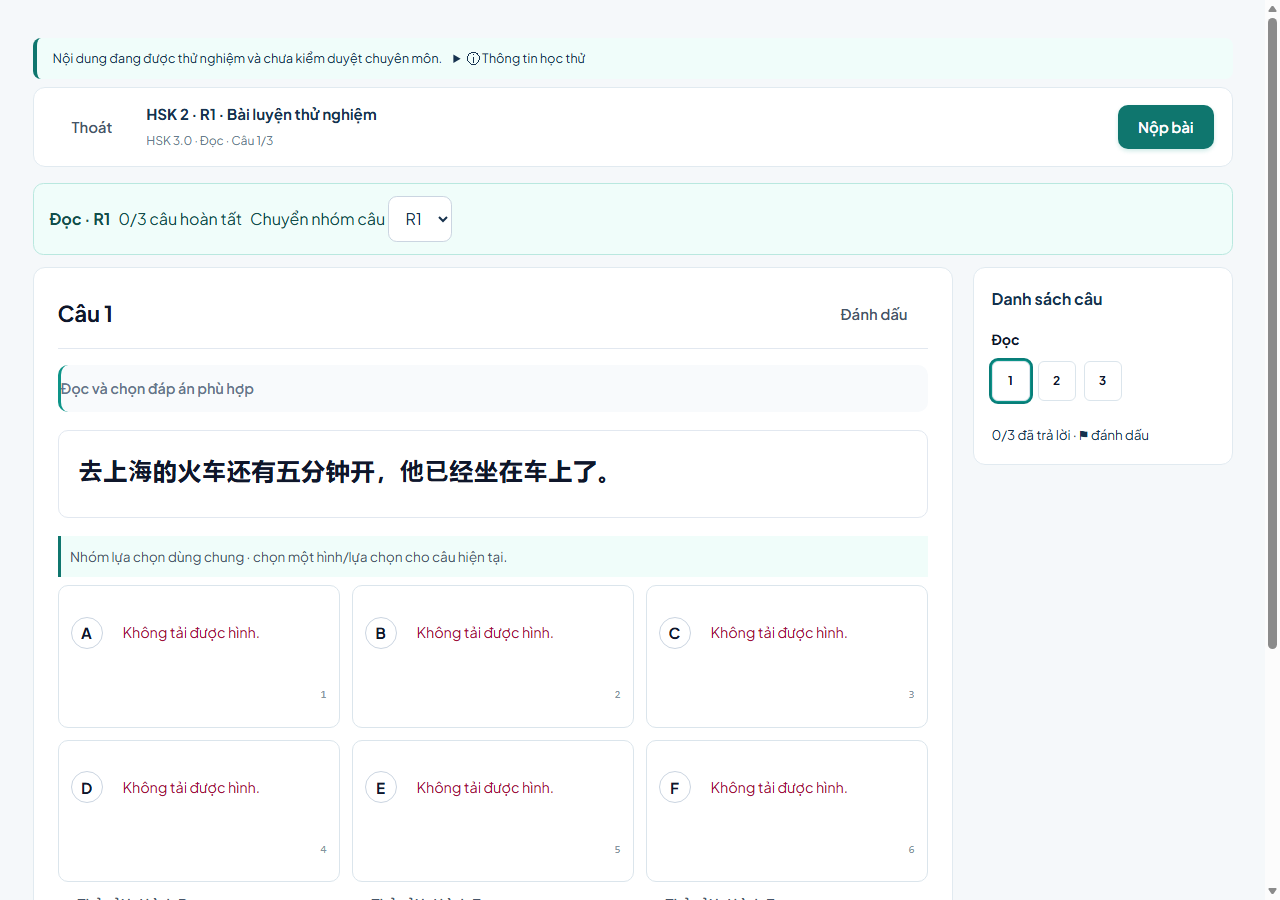 Nội dung đang được thử nghiệm và chưa kiểm duyệt chuyên môn. ▶ ⓘ Thông tin học thử
Thoát
HSK 2 · R1 · Bài luyện thử nghiệm
HSK 3.0 · Đọc · Câu 1/3
Nộp bài
Đọc · R1 0/3 câu hoàn tất Chuyển nhóm câu R1
Câu 1
Đánh dấu
Đọc và chọn đáp án phù hợp
去上海的火车还有五分钟开，他已经坐在车上了。
Nhóm lựa chọn dùng chung · chọn một hình/lựa chọn cho câu hiện tại.
A Không tải được hình.
1
B Không tải được hình.
2
C Không tải được hình.
3
D Không tải được hình.
4
E Không tải được hình.
5
F Không tải được hình.
6
Danh sách câu
Đọc
1 2 3
0/3 đã trả lời · ⚑ đánh dấu